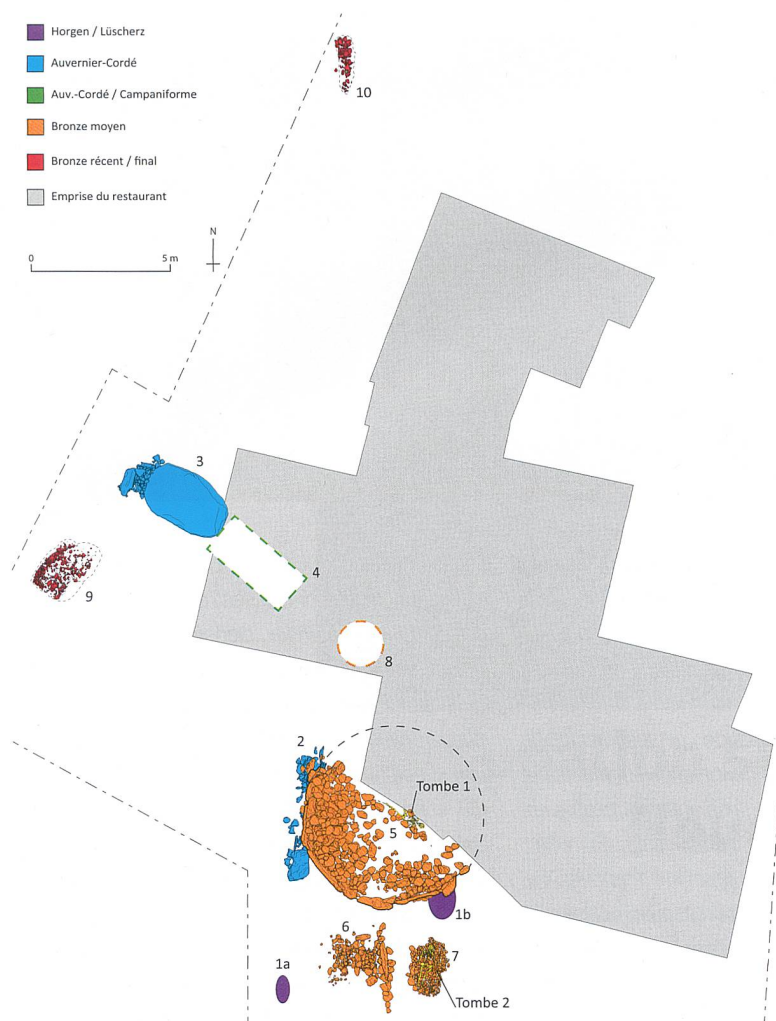 Horgen / Lüscherz
Auvernier-Cordé
Auv.-Cordé / Campaniforme
Bronze moyen
Bronze récent / final
Emprise du restaurant
N
0 5 m
10
3
4
9
8
2
Tombe 1
5
1b
6
7
1a
Tombe 2